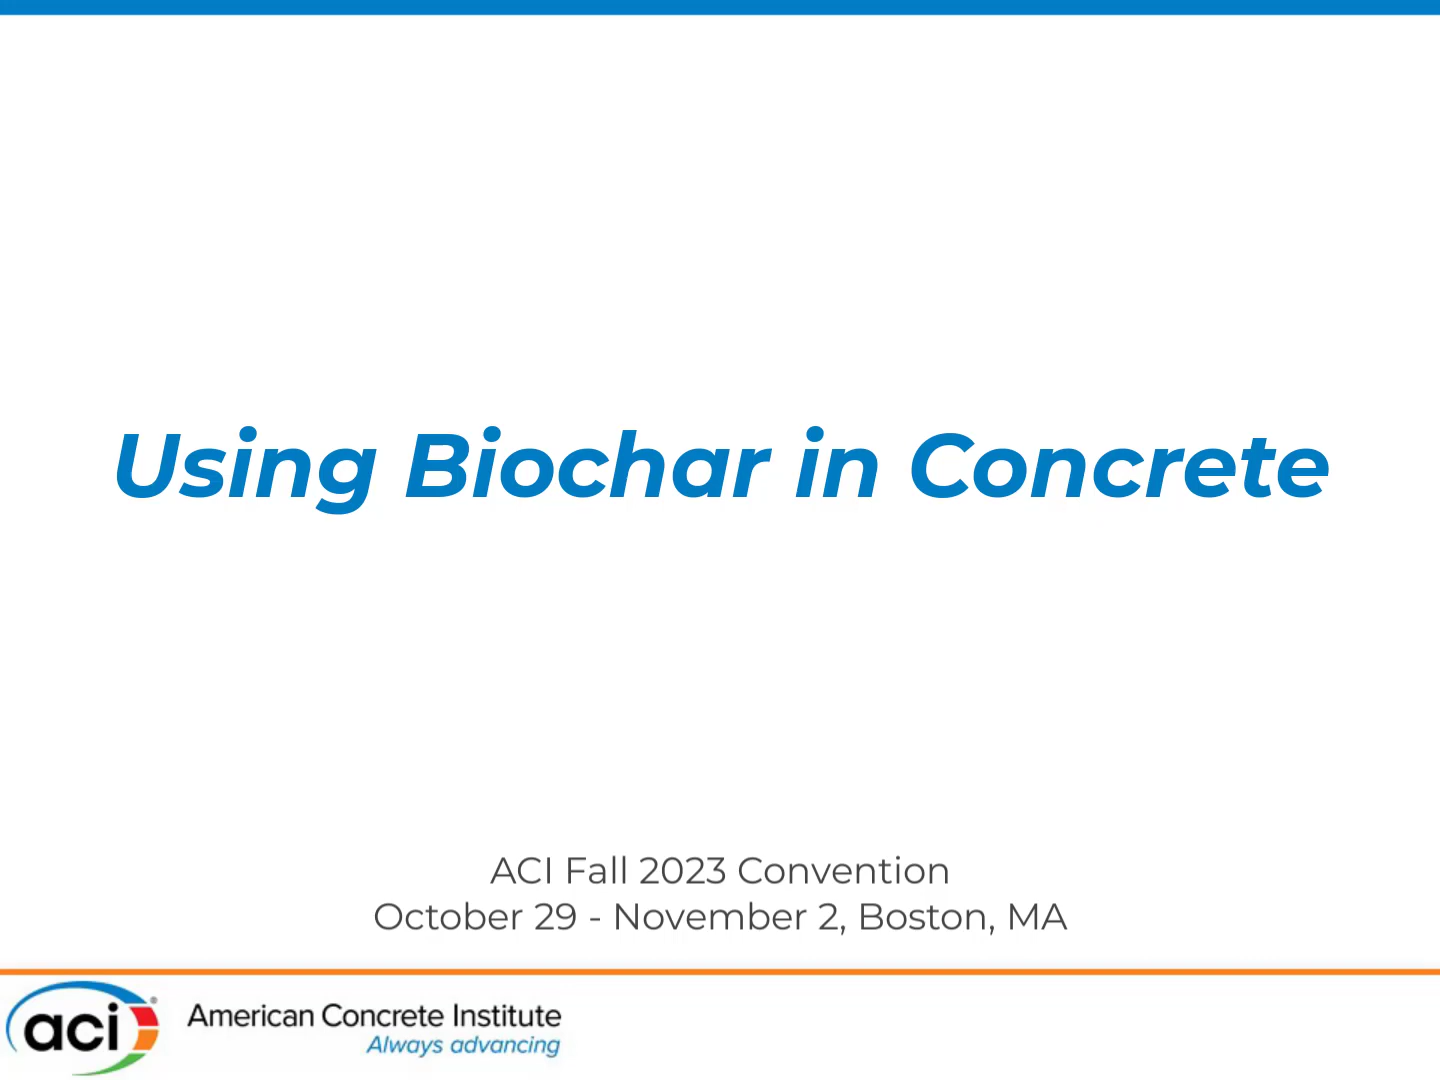 Using Biochar in Concrete
ACI Fall 2023 Convention
October 29 - November 2, Boston, MA
aci®
American Concrete Institute
Always advancing